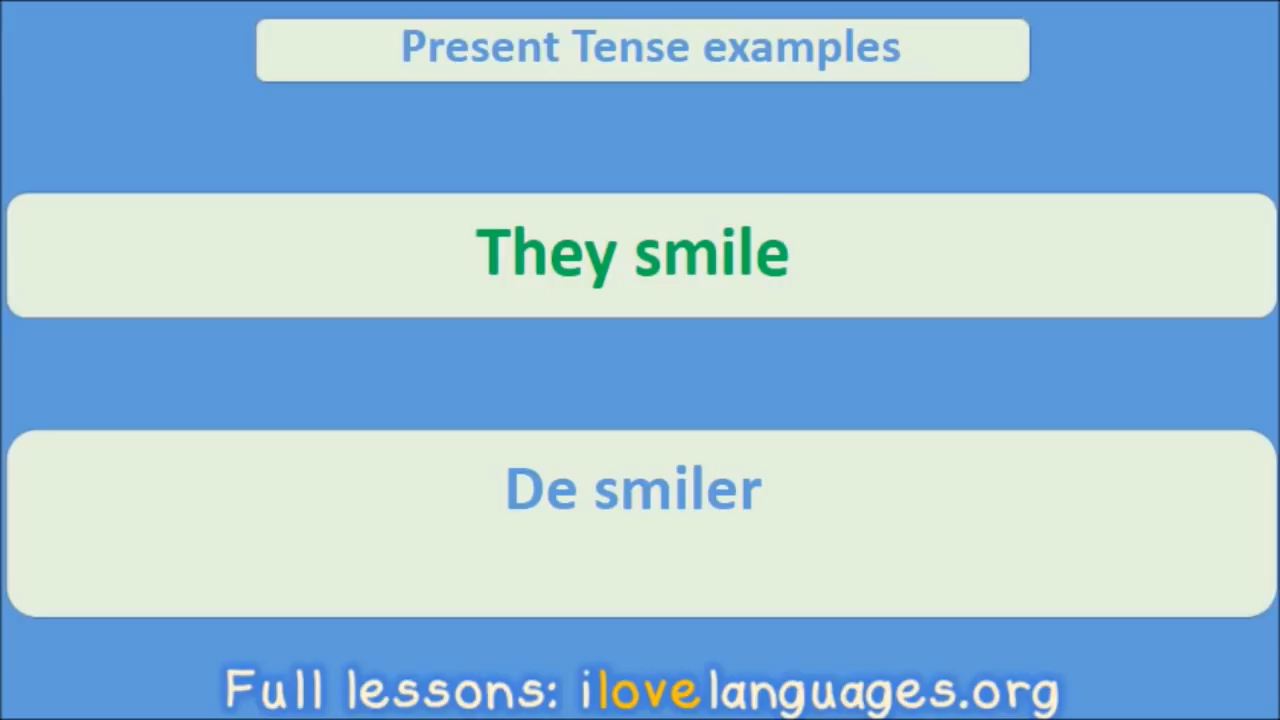 Present Tense examples
They smile
De smiler
Full lessons: ilovelanguages.org